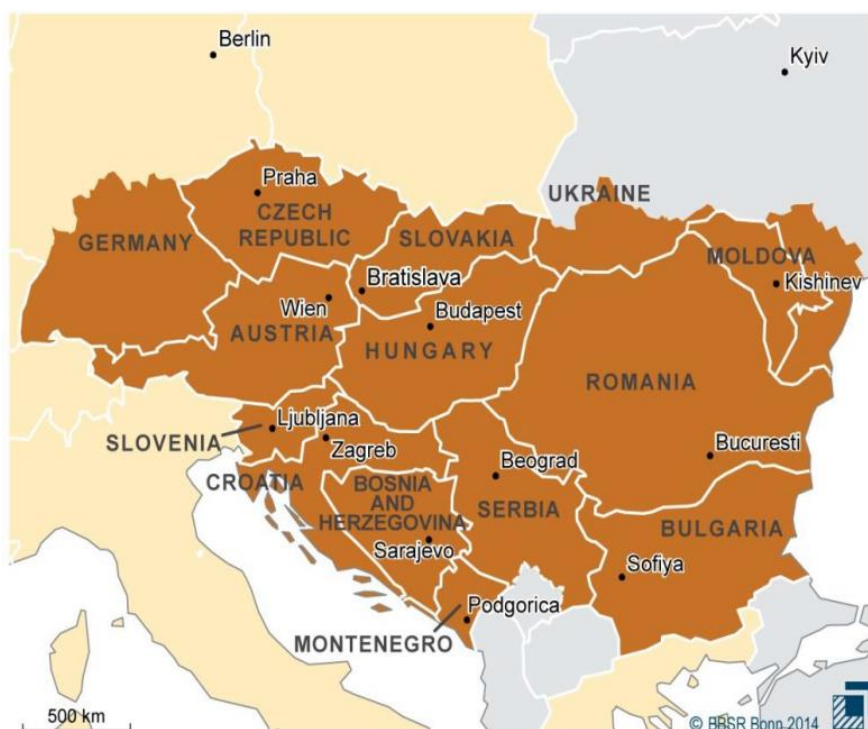 Berlin
Kyiv
Praha
UKRAINE
CZECH
REPUBLIC
GERMANY
SLOVAKIA
MOLDOVA
Bratislava
Kishinev
Wien
Budapest
AUSTRIA
HUNGARY
ROMANIA
Ljubljana
SLOVENIA
Zagreb
Bucuresti
Beograd
CROATIA
BOSNIA
AND
HERZEGOVINA
SERBIA
BULGARIA
Sarajevo
Sofiya
Podgorica
MONTENEGRO
500 km
© BBSR Bonn 2014